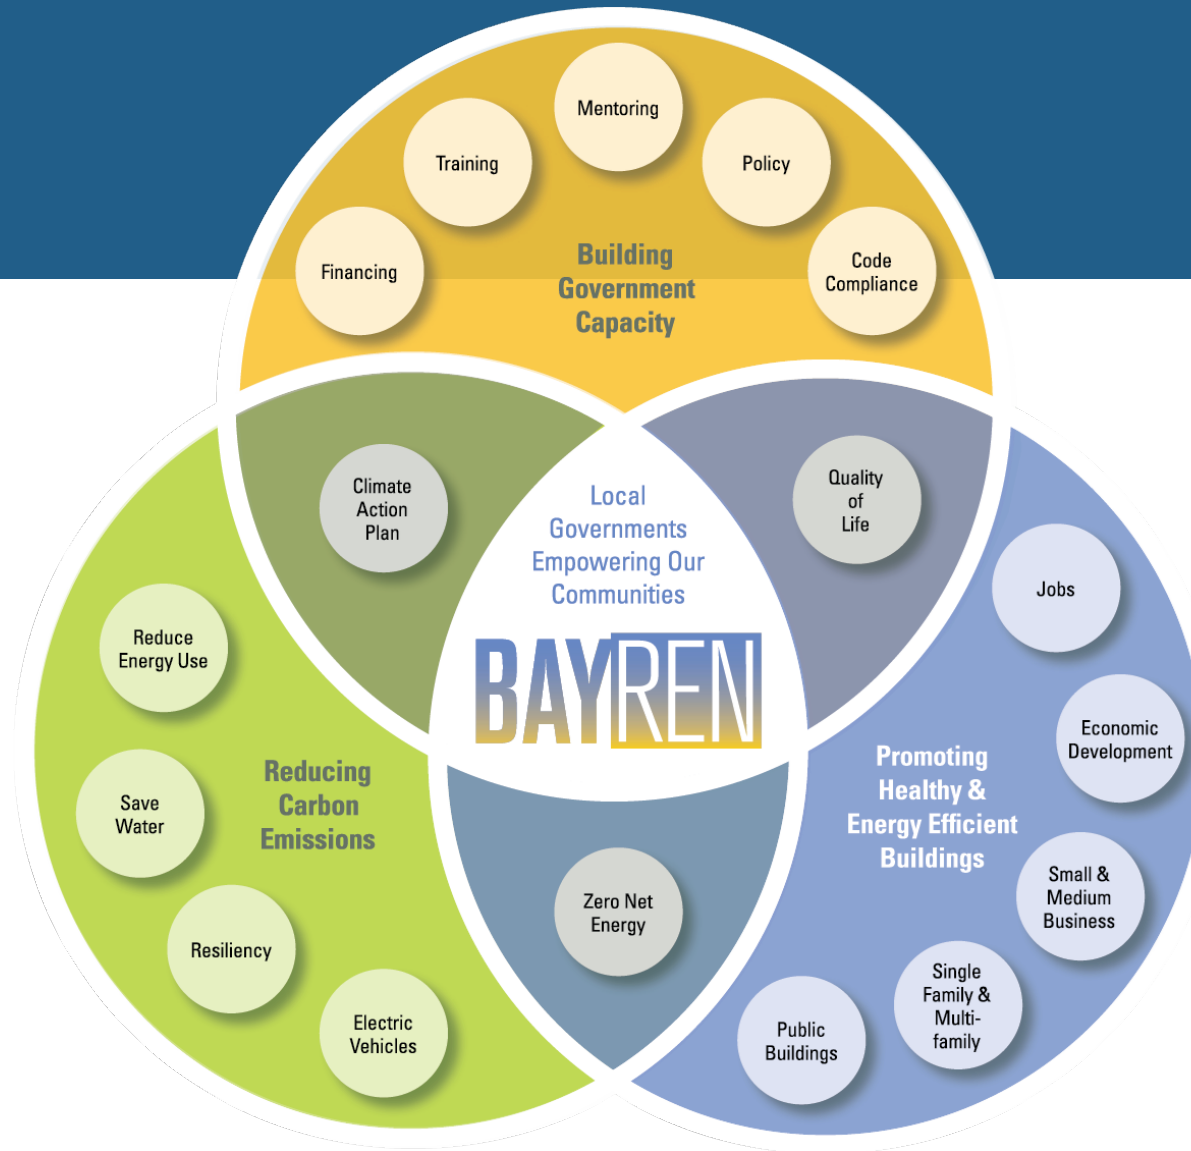 Mentoring
Training
Policy
Financing
Code
Compliance
Building
Government
Capacity
Climate
Action
Plan
Quality
of
Life
Local
Governments
Empowering Our
Communities
BAYREN
Reduce
Energy Use
Save
Water
Resiliency
Electric
Vehicles
Reducing
Carbon
Emissions
Zero Net
Energy
Promoting
Healthy &
Energy Efficient
Buildings
Jobs
Economic
Development
Small &
Medium
Business
Single
Family &
Multi-
family
Public
Buildings